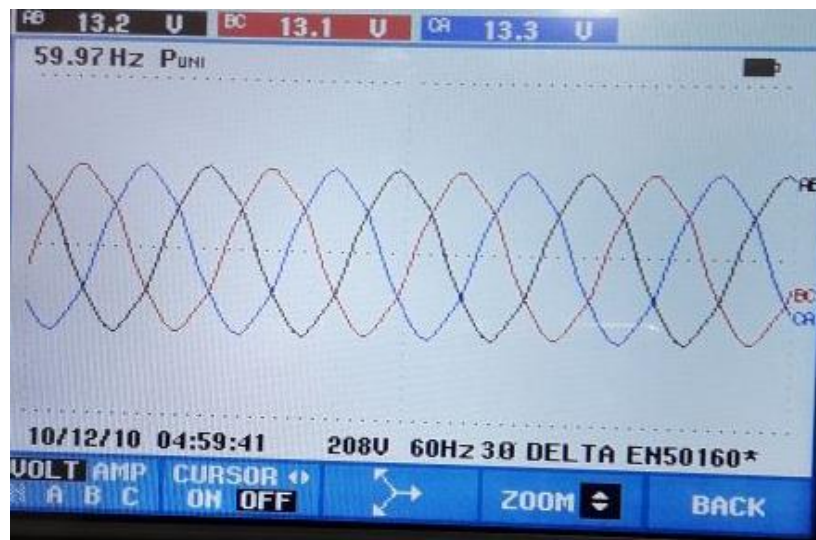 AB 13.2 V BC 13.1 V CA 13.3 V
59.97 Hz PUNI
AB
BC
CA
10/12/10 04:59:41 208V 60Hz 3Ø DELTA EN50160*
VOLT AMP CURSOR ON OFF ZOOM BACK
A B C